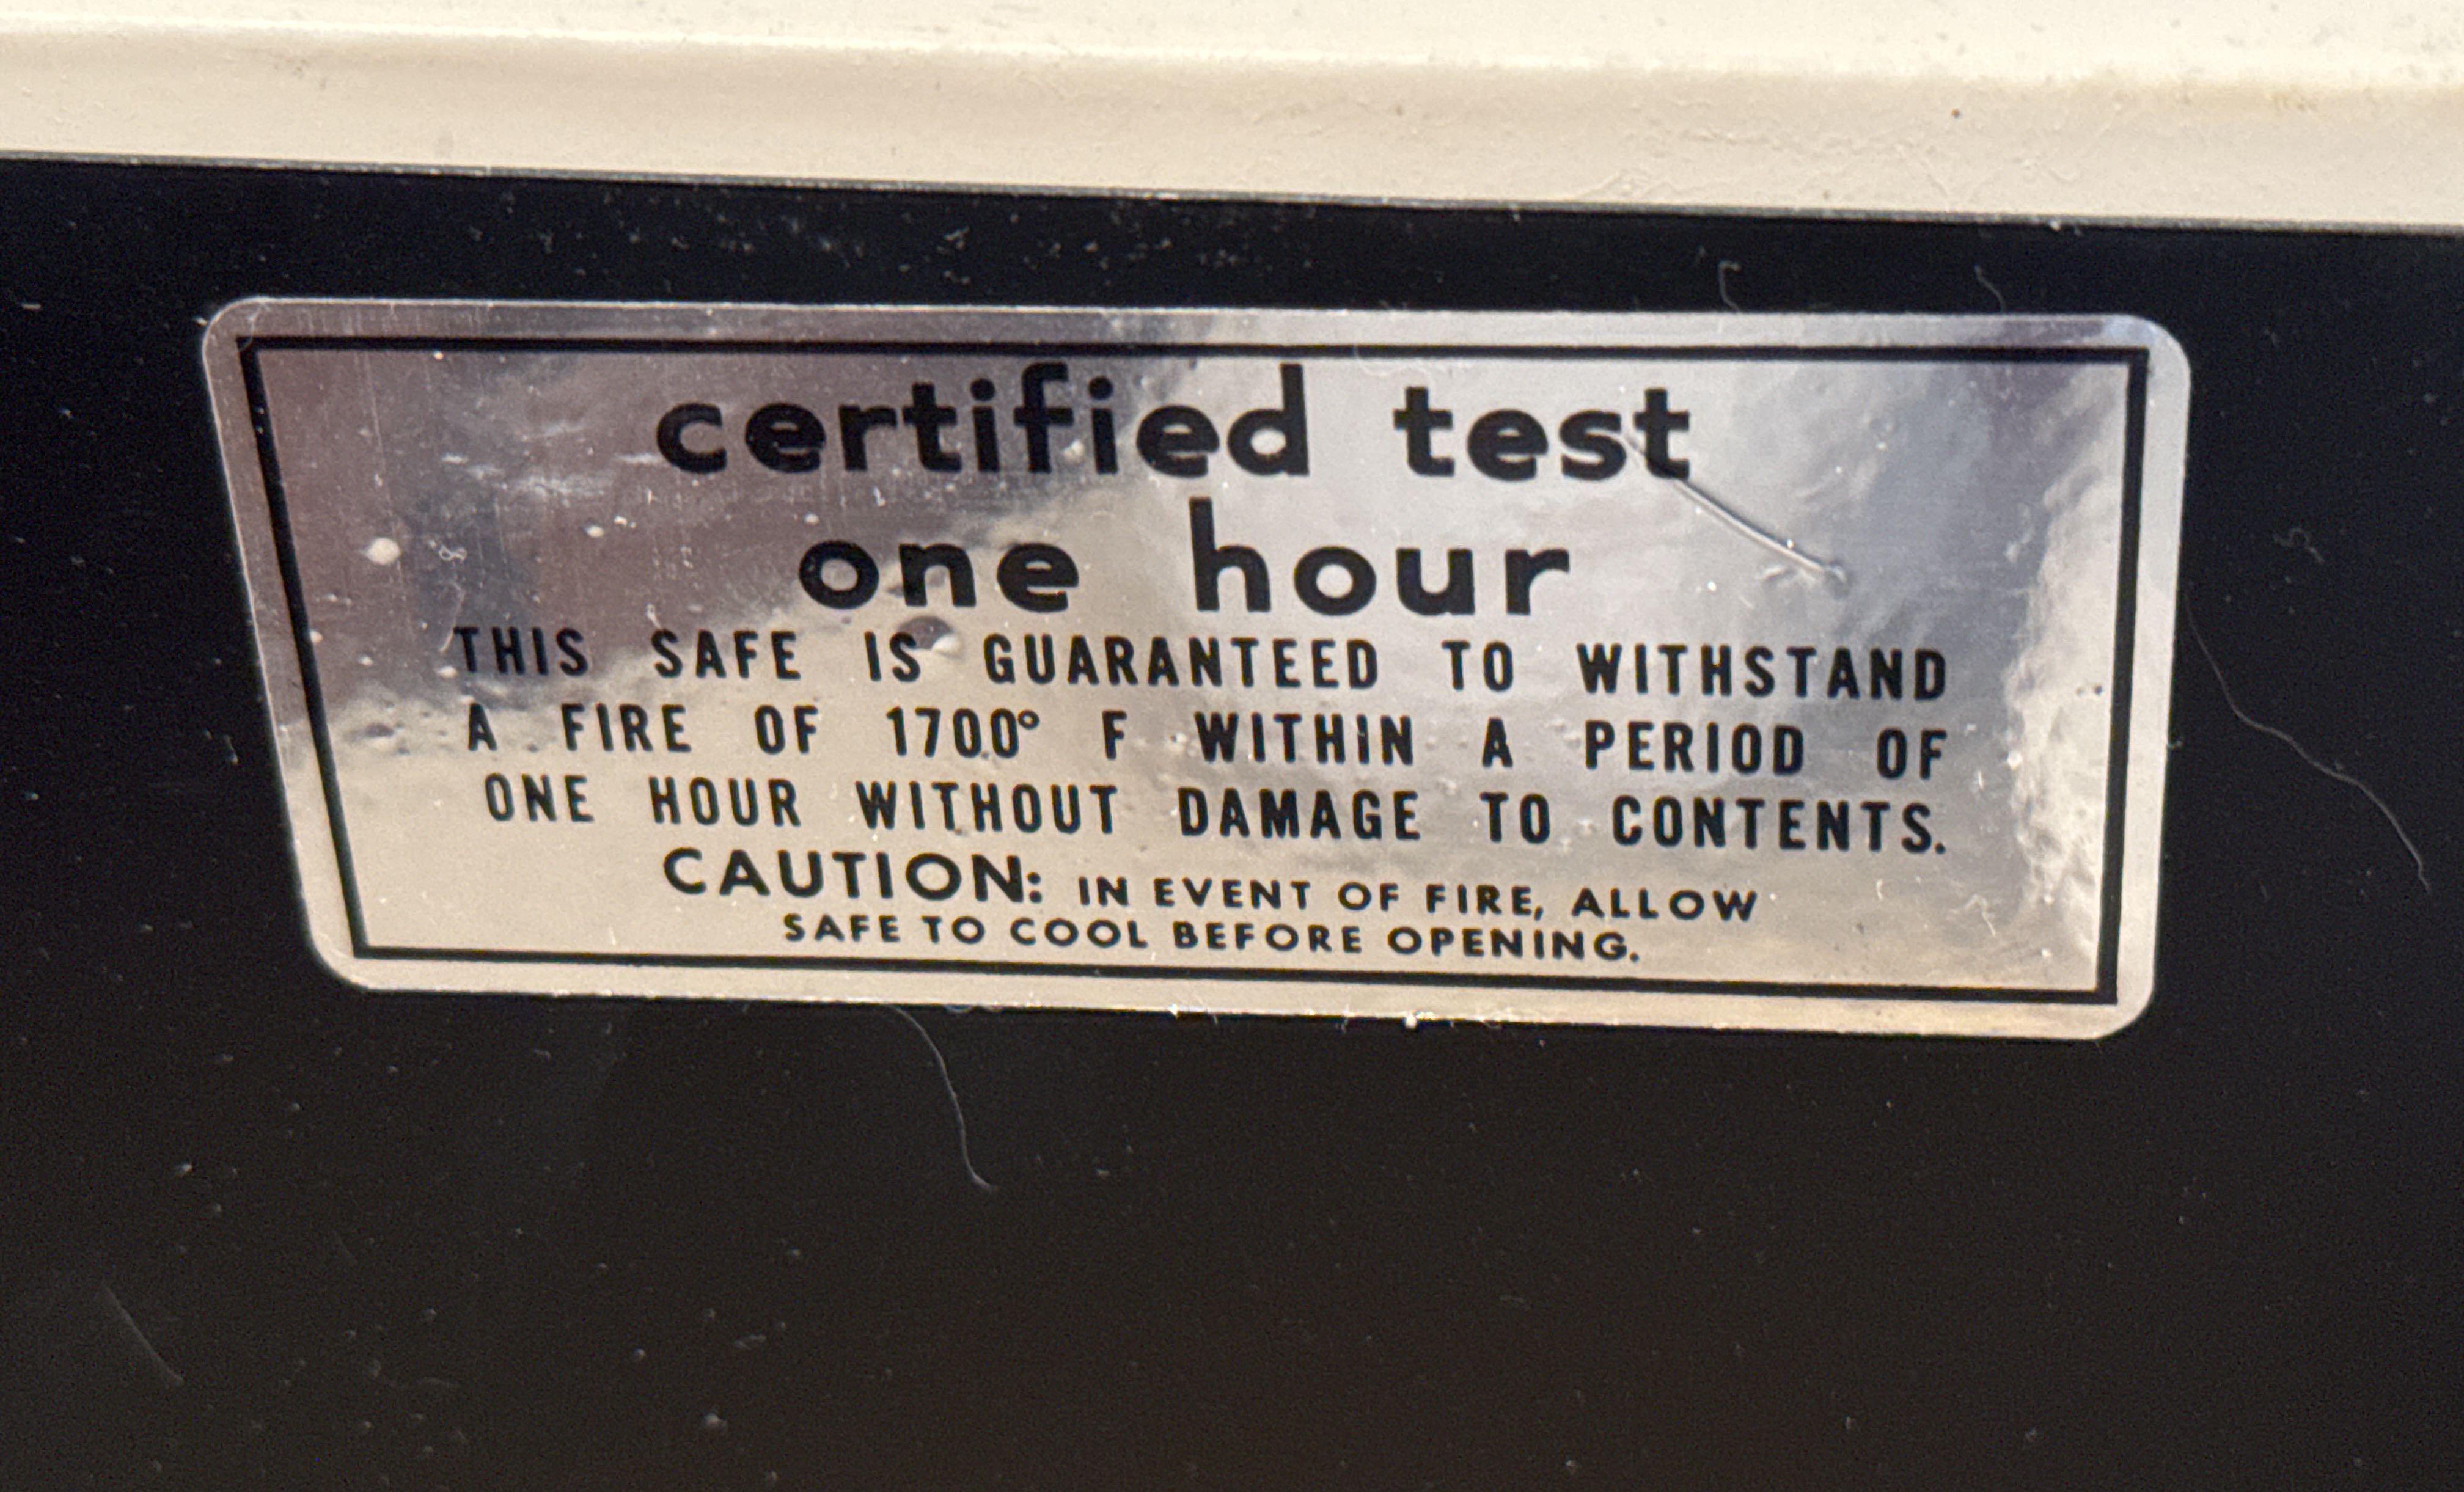 certified test
one hour
THIS SAFE IS GUARANTEED TO WITHSTAND
A FIRE OF 1700° F WITHIN A PERIOD OF
ONE HOUR WITHOUT DAMAGE TO CONTENTS.
CAUTION: IN EVENT OF FIRE, ALLOW
SAFE TO COOL BEFORE OPENING.